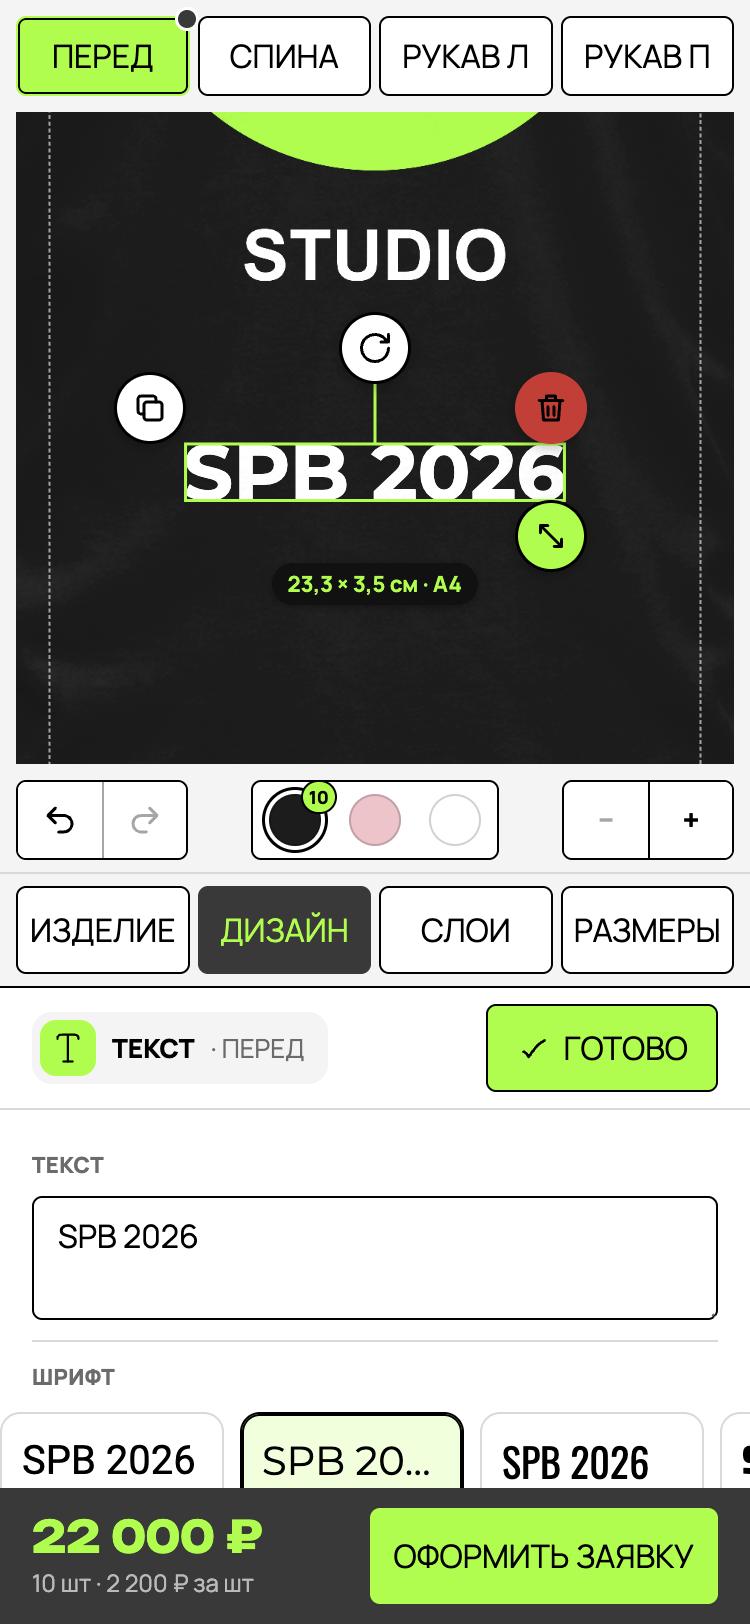 ПЕРЕД
СПИНА
РУКАВ Л
РУКАВ П
STUDIO
SPB 2026
23,3 × 3,5 см · A4
10
− +
ИЗДЕЛИЕ
ДИЗАЙН
СЛОИ
РАЗМЕРЫ
ТЕКСТ · ПЕРЕД
ГОТОВО
ТЕКСТ
SPB 2026
ШРИФТ
SPB 2026
SPB 20...
SPB 2026
22 000 ₽
10 шт · 2 200 ₽ за шт
ОФОРМИТЬ ЗАЯВКУ